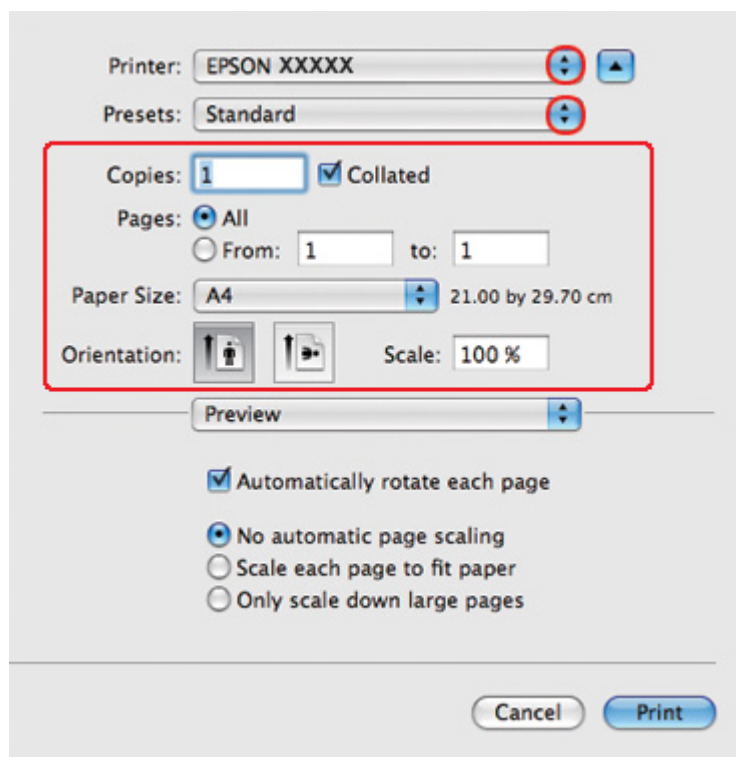 Printer: EPSON XXXXX
Presets: Standard
Copies: 1 Collated
Pages: All
From: 1 to: 1
Paper Size: A4 21.00 by 29.70 cm
Orientation: Scale: 100 %
Preview
Automatically rotate each page
No automatic page scaling
Scale each page to fit paper
Only scale down large pages
Cancel Print